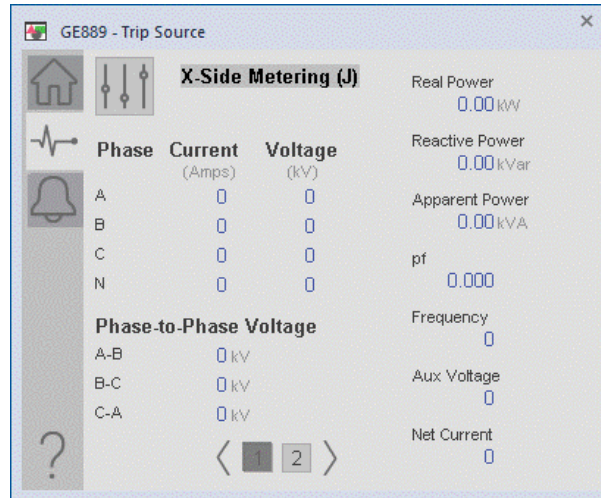 GE889 - Trip Source
X-Side Metering (J)
Phase Current Voltage
(Amps) (kV)
A 0 0
B 0 0
C 0 0
N 0 0
Phase-to-Phase Voltage
A-B 0 kV
B-C 0 kV
C-A 0 kV
1 2
Real Power
0.00 kW
Reactive Power
0.00 kVar
Apparent Power
0.00 kVA
pf
0.000
Frequency
0
Aux Voltage
0
Net Current
0
?